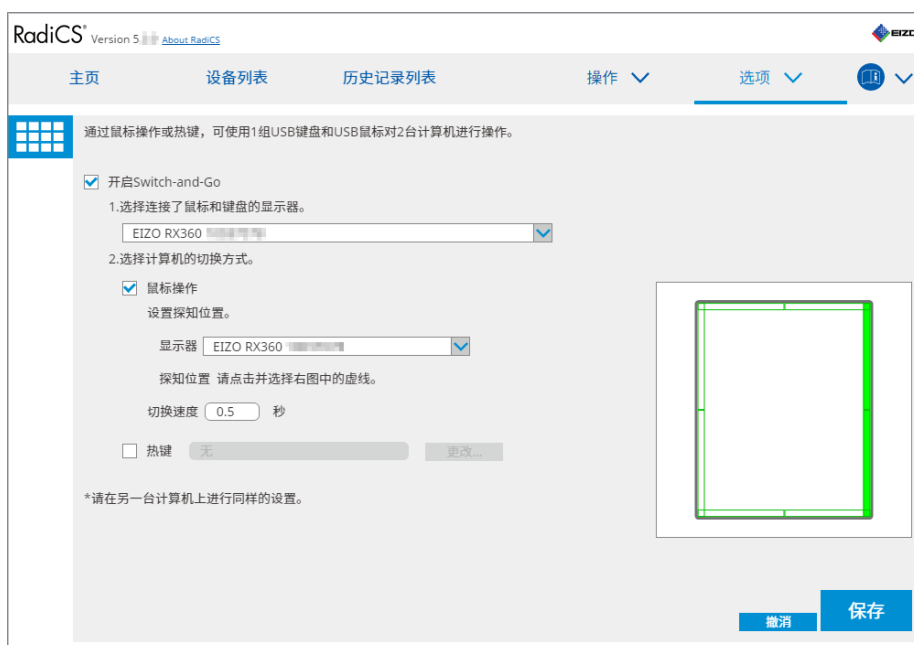 RadiCS® Version 5. About RadiCS
EIZO
主页 设备列表 历史记录列表 操作 选项
通过鼠标操作或热键，可使用1组USB键盘和USB鼠标对2台计算机进行操作。
开启Switch-and-Go
1.选择连接了鼠标和键盘的显示器。
EIZO RX360
2.选择计算机的切换方式。
鼠标操作
设置探知位置。
显示器 EIZO RX360
探知位置 请点击并选择右图中的虚线。
切换速度 0.5 秒
热键 无 更改...
*请在另一台计算机上进行同样的设置。
撤消 保存